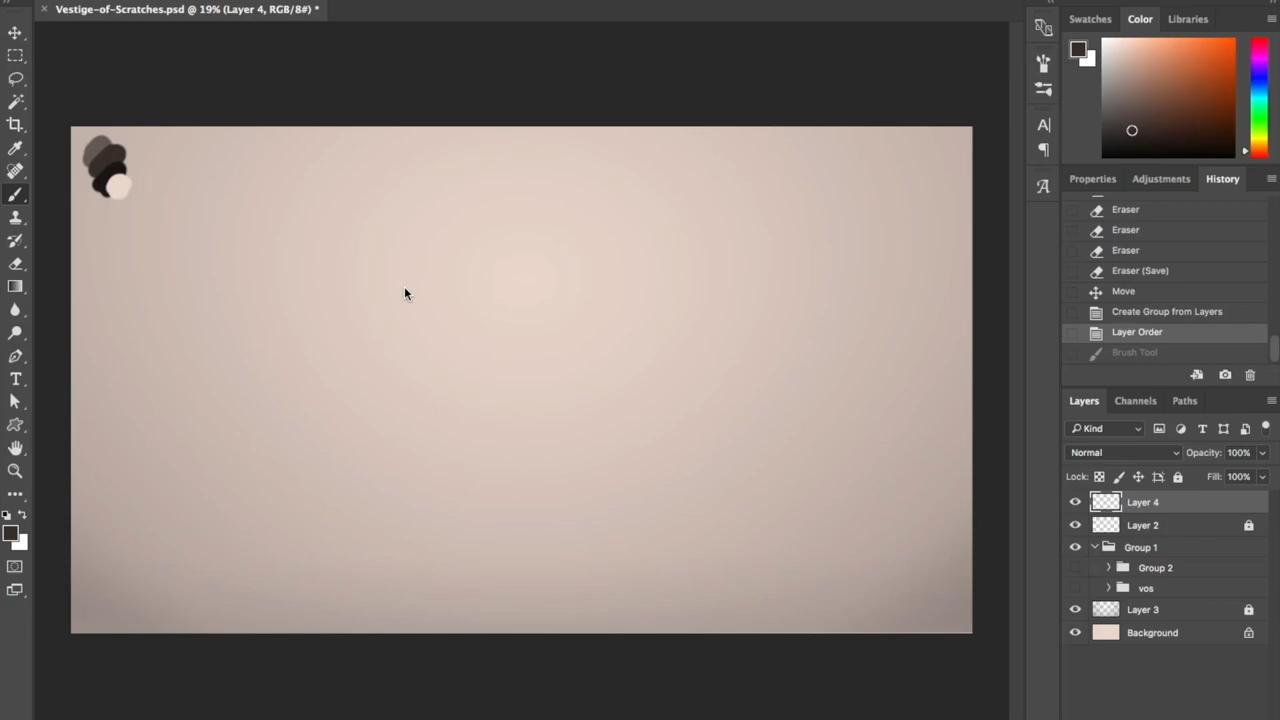 Vestige-of-Scratches.psd @ 19% (Layer 4, RGB/8#) *
Swatches Color Libraries
Properties Adjustments History
Eraser
Eraser
Eraser
Eraser (Save)
Move
Create Group from Layers
Layer Order
Brush Tool
Layers Channels Paths
Kind
Normal Opacity: 100%
Lock: Fill: 100%
Layer 4
Layer 2
Group 1
Group 2
vos
Layer 3
Background